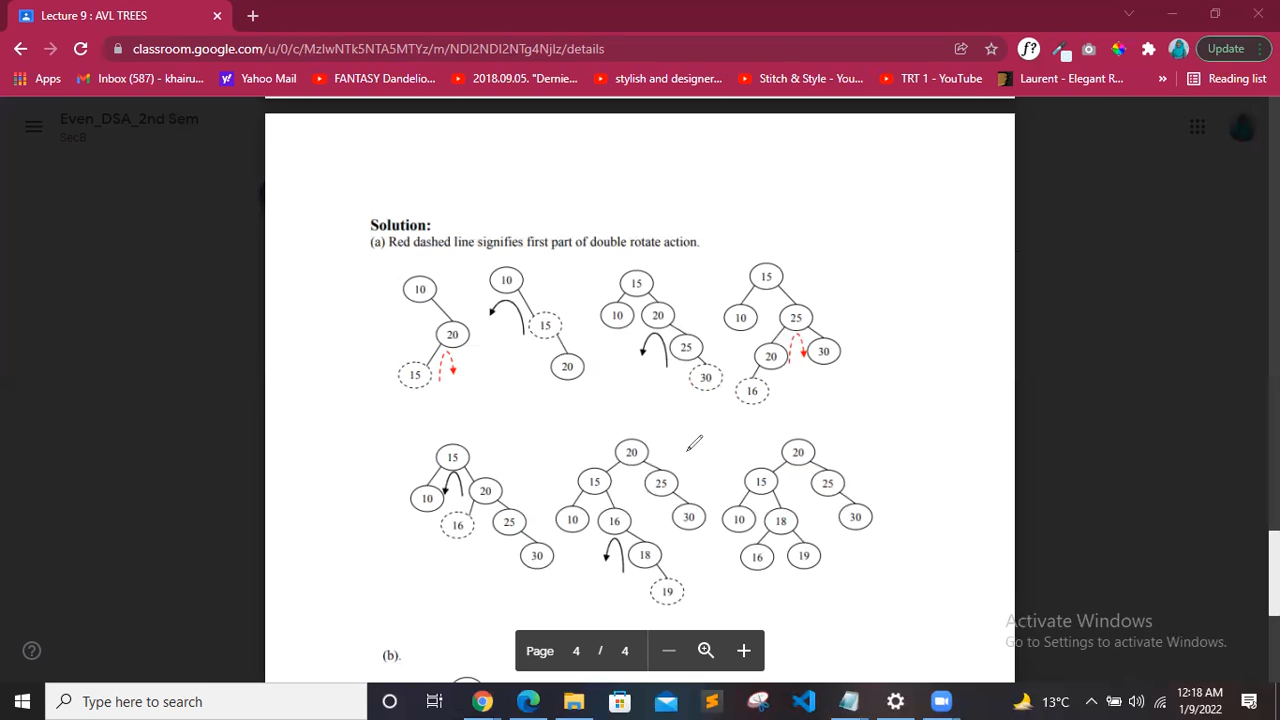 Lecture 9 : AVL TREES
classroom.google.com/u/0/c/MzIwNTk5NTA5MTYz/m/NDI2NDI2NTg4NjIz/details
f?
Update
Apps
Inbox (587) - khairu...
Yahoo Mail
FANTASY Dandelio...
2018.09.05. "Dernie...
stylish and designer...
Stitch & Style - You...
TRT 1 - YouTube
Laurent - Elegant R...
Reading list
Even_DSA_2nd Sem
SecB
Solution:
(a) Red dashed line signifies first part of double rotate action.
10
20
15
10
15
20
15
10 20
25
30
15
10 25
20 30
16
15
10 20
16 25
30
20
15 25
10 16 30
18
19
20
15 25
10 18 30
16 19
(b).
Page 4 / 4
Activate Windows
Go to Settings to activate Windows.
Type here to search
13°C
12:18 AM
1/9/2022